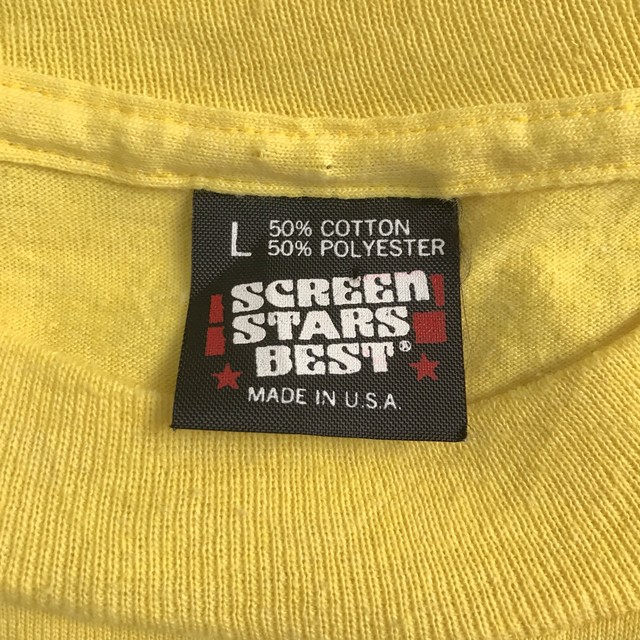 L 50% COTTON
50% POLYESTER
SCREEN
STARS
BEST®
MADE IN U.S.A.